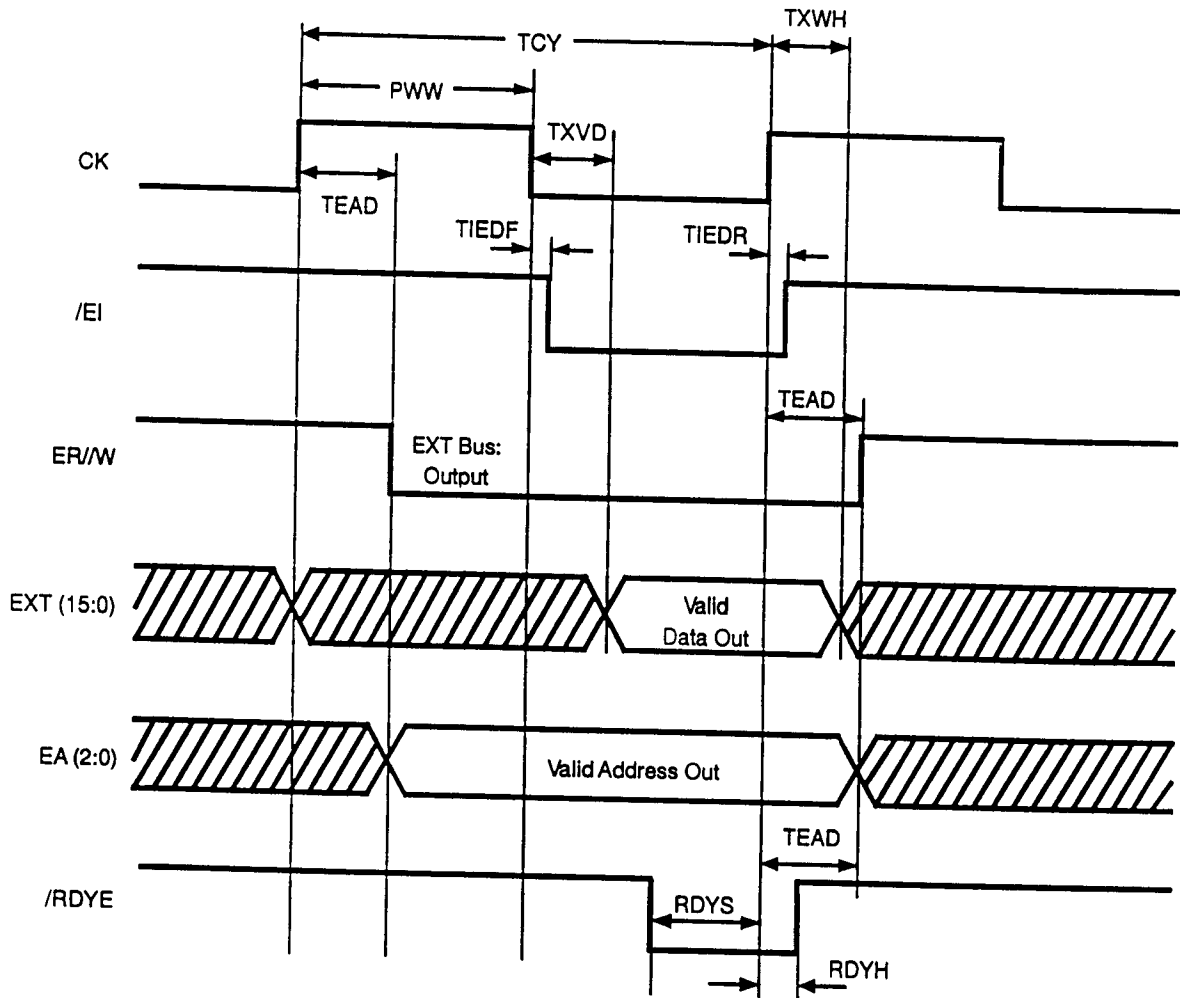 TXWH
TCY
PWW
TXVD
CK
TEAD
TIEDF
TIEDR
/EI
TEAD
ER//W
EXT Bus:
Output
EXT (15:0)
Valid
Data Out
EA (2:0)
Valid Address Out
TEAD
/RDYE
RDYS
RDYH